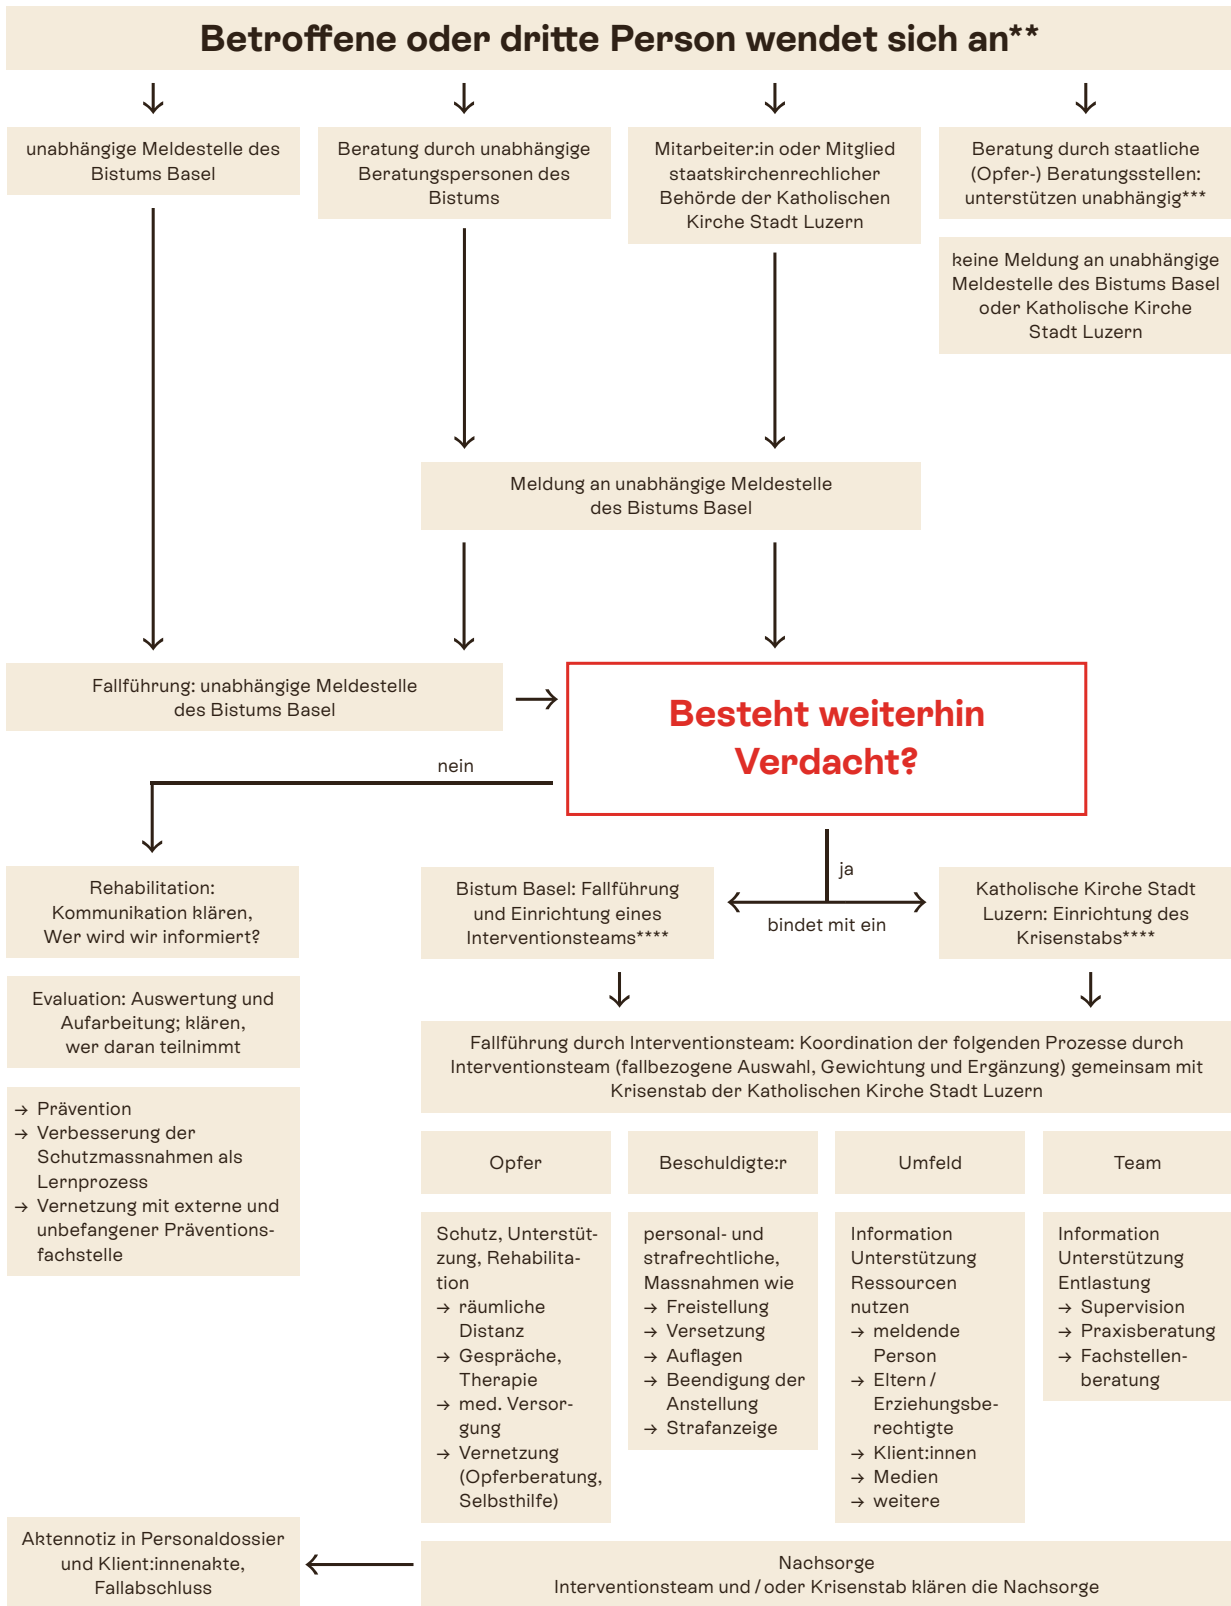 Betroffene oder dritte Person wendet sich an**
unabhängige Meldestelle des
Bistums Basel
Beratung durch unabhängige
Beratungspersonen des
Bistums
Mitarbeiter:in oder Mitglied
staatskirchenrechlicher
Behörde der Katholischen
Kirche Stadt Luzern
Beratung durch staatliche
(Opfer-) Beratungsstellen:
unterstützen unabhängig***
keine Meldung an unabhängige
Meldestelle des Bistums Basel
oder Katholische Kirche
Stadt Luzern
Meldung an unabhängige Meldestelle
des Bistums Basel
Fallführung: unabhängige Meldestelle
des Bistums Basel
Besteht weiterhin
Verdacht?
nein
ja
bindet mit ein
Rehabilitation:
Kommunikation klären,
Wer wird wir informiert?
Evaluation: Auswertung und
Aufarbeitung; klären,
wer daran teilnimmt
→ Prävention
→ Verbesserung der
Schutzmassnahmen als
Lernprozess
→ Vernetzung mit externe und
unbefangener Präventions-
fachstelle
Bistum Basel: Fallführung
und Einrichtung eines
Interventionsteams****
Katholische Kirche Stadt
Luzern: Einrichtung des
Krisenstabs****
Fallführung durch Interventionsteam: Koordination der folgenden Prozesse durch
Interventionsteam (fallbezogene Auswahl, Gewichtung und Ergänzung) gemeinsam mit
Krisenstab der Katholischen Kirche Stadt Luzern
Opfer
Schutz, Unterstüt-
zung, Rehabilita-
tion
→ räumliche
Distanz
→ Gespräche,
Therapie
→ med. Versor-
gung
→ Vernetzung
(Opferberatung,
Selbsthilfe)
Beschuldigte:r
personal- und
strafrechtliche,
Massnahmen wie
→ Freistellung
→ Versetzung
→ Auflagen
→ Beendigung der
Anstellung
→ Strafanzeige
Umfeld
Information
Unterstützung
Ressourcen
nutzen
→ meldende
Person
→ Eltern /
Erziehungsbe-
rechtigte
→ Klient:innen
→ Medien
→ weitere
Team
Information
Unterstützung
Entlastung
→ Supervision
→ Praxisberatung
→ Fachstellen-
beratung
Nachsorge
Interventionsteam und / oder Krisenstab klären die Nachsorge
Aktennotiz in Personaldossier
und Klient:innenakte,
Fallabschluss